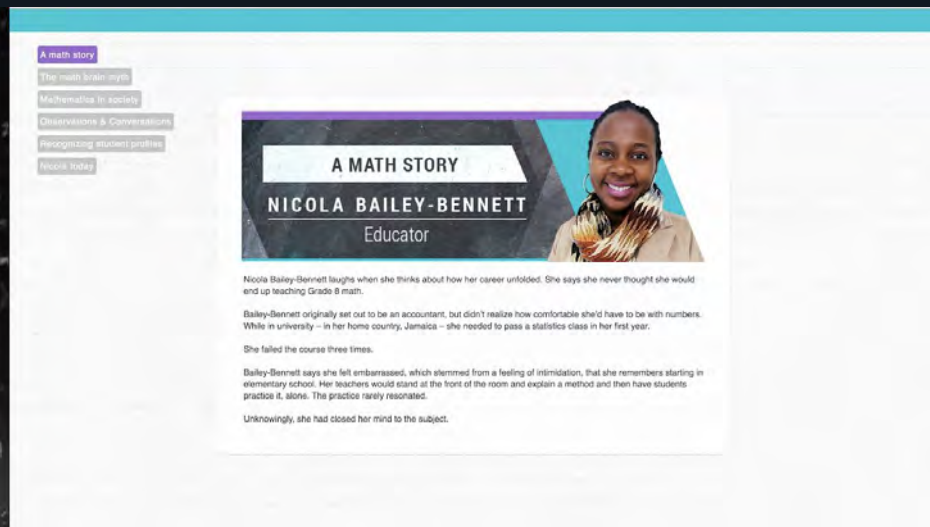 A math story
The math brain myth
Mathematics in society
Observations & Conversations
Recognizing student profiles
Nicola today
A MATH STORY
NICOLA BAILEY-BENNETT
Educator
Nicola Bailey-Bennett laughs when she thinks about how her career unfolded. She says she never thought she would
end up teaching Grade 8 math.
Bailey-Bennett originally set out to be an accountant, but didn't realize how comfortable she'd have to be with numbers.
While in university – in her home country, Jamaica – she needed to pass a statistics class in her first year.
She failed the course three times.
Bailey-Bennett says she felt embarrassed, which stemmed from a feeling of intimidation, that she remembers starting in
elementary school. Her teachers would stand at the front of the room and explain a method and then have students
practice it, alone. The practice rarely resonated.
Unknowingly, she had closed her mind to the subject.